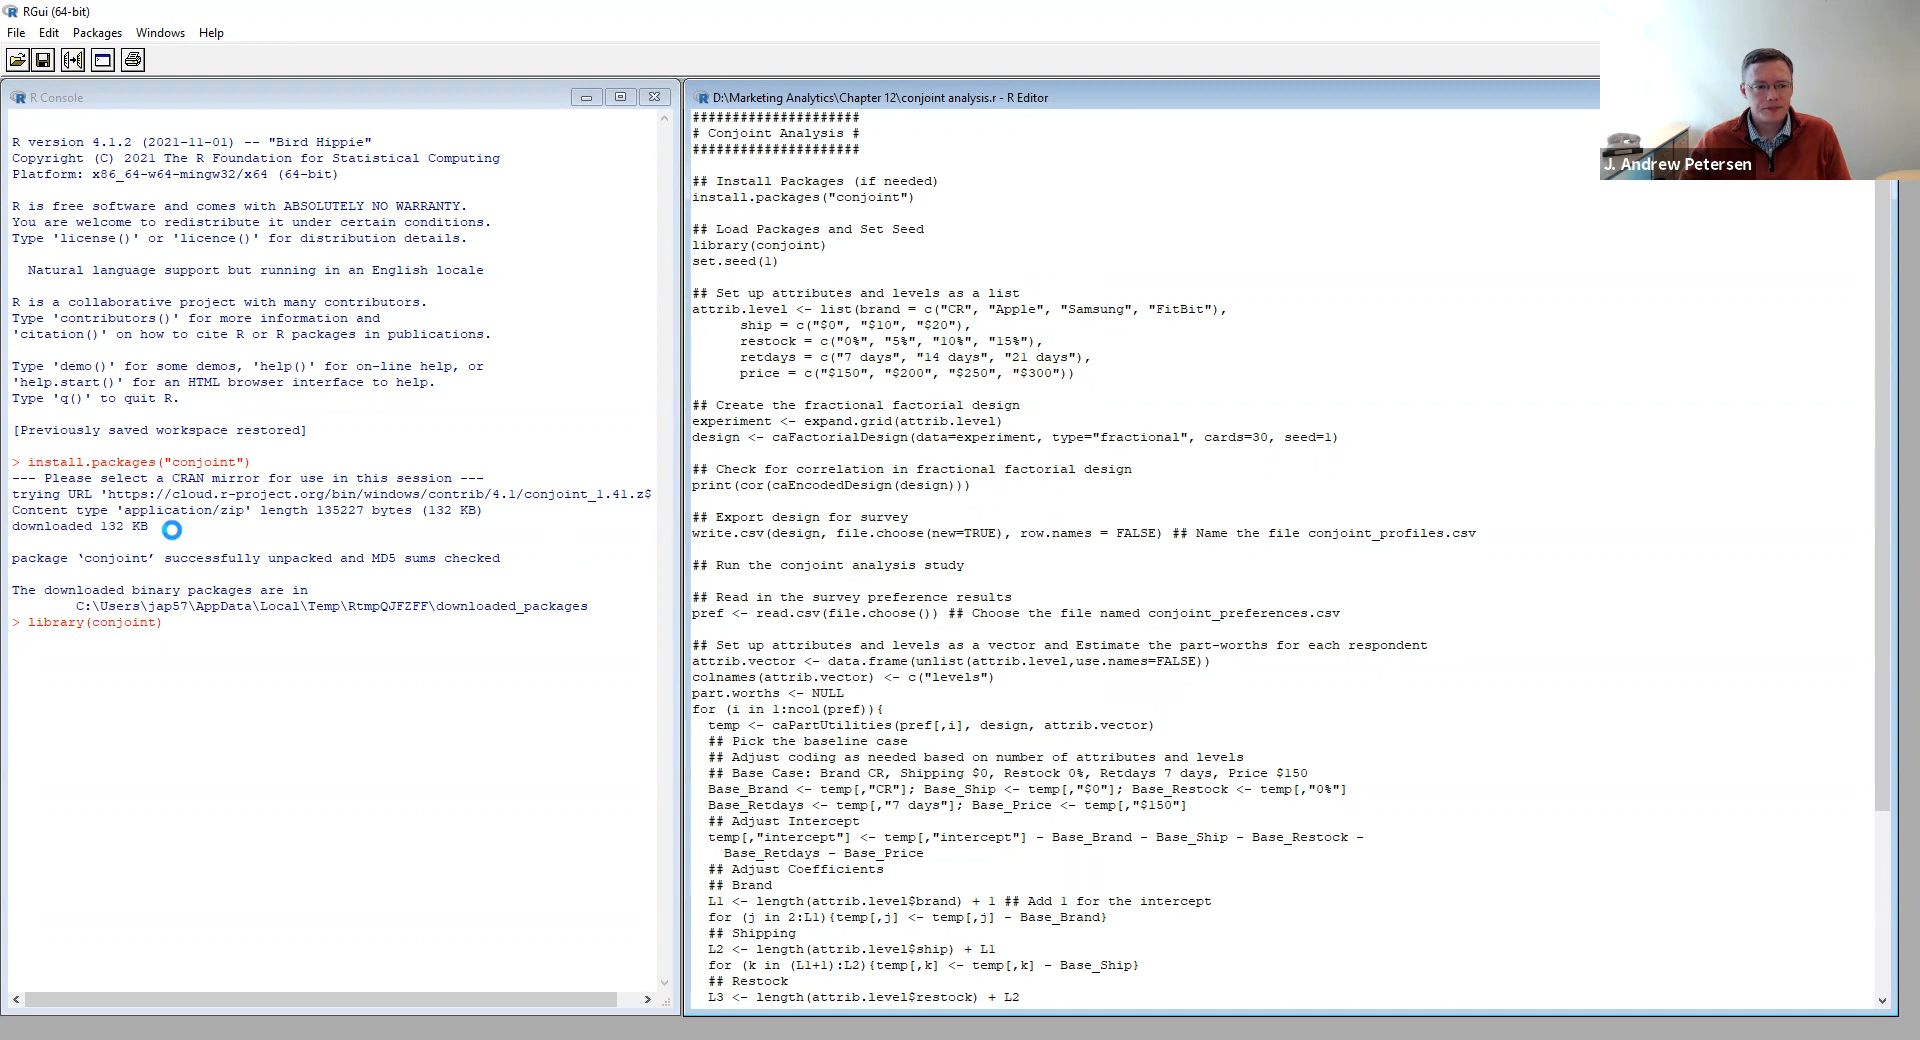 RGui (64-bit)
File Edit Packages Windows Help
R Console
R version 4.1.2 (2021-11-01) -- "Bird Hippie"
Copyright (C) 2021 The R Foundation for Statistical Computing
Platform: x86_64-w64-mingw32/x64 (64-bit)
R is free software and comes with ABSOLUTELY NO WARRANTY.
You are welcome to redistribute it under certain conditions.
Type 'license()' or 'licence()' for distribution details.
Natural language support but running in an English locale
R is a collaborative project with many contributors.
Type 'contributors()' for more information and
'citation()' on how to cite R or R packages in publications.
Type 'demo()' for some demos, 'help()' for on-line help, or
'help.start()' for an HTML browser interface to help.
Type 'q()' to quit R.
[Previously saved workspace restored]
> install.packages("conjoint")
--- Please select a CRAN mirror for use in this session ---
trying URL 'https://cloud.r-project.org/bin/windows/contrib/4.1/conjoint_1.41.z$
Content type 'application/zip' length 135227 bytes (132 KB)
downloaded 132 KB
package ‘conjoint’ successfully unpacked and MD5 sums checked
The downloaded binary packages are in
C:\Users\jap57\AppData\Local\Temp\RtmpQJFZFF\downloaded_packages
> library(conjoint)
D:\Marketing Analytics\Chapter 12\conjoint analysis.r - R Editor
#####################
# Conjoint Analysis #
#####################
## Install Packages (if needed)
install.packages("conjoint")
## Load Packages and Set Seed
library(conjoint)
set.seed(1)
## Set up attributes and levels as a list
attrib.level <- list(brand = c("CR", "Apple", "Samsung", "FitBit"),
ship = c("$0", "$10", "$20"),
restock = c("0%", "5%", "10%", "15%"),
retdays = c("7 days", "14 days", "21 days"),
price = c("$150", "$200", "$250", "$300"))
## Create the fractional factorial design
experiment <- expand.grid(attrib.level)
design <- caFactorialDesign(data=experiment, type="fractional", cards=30, seed=1)
## Check for correlation in fractional factorial design
print(cor(caEncodedDesign(design)))
## Export design for survey
write.csv(design, file.choose(new=TRUE), row.names = FALSE) ## Name the file conjoint_profiles.csv
## Run the conjoint analysis study
## Read in the survey preference results
pref <- read.csv(file.choose()) ## Choose the file named conjoint_preferences.csv
## Set up attributes and levels as a vector and Estimate the part-worths for each respondent
attrib.vector <- data.frame(unlist(attrib.level,use.names=FALSE))
colnames(attrib.vector) <- c("levels")
part.worths <- NULL
for (i in 1:ncol(pref)){
temp <- caPartUtilities(pref[,i], design, attrib.vector)
## Pick the baseline case
## Adjust coding as needed based on number of attributes and levels
## Base Case: Brand CR, Shipping $0, Restock 0%, Retdays 7 days, Price $150
Base_Brand <- temp[,"CR"]; Base_Ship <- temp[,"$0"]; Base_Restock <- temp[,"0%"]
Base_Retdays <- temp[,"7 days"]; Base_Price <- temp[,"$150"]
## Adjust Intercept
temp[,"intercept"] <- temp[,"intercept"] - Base_Brand - Base_Ship - Base_Restock -
Base_Retdays - Base_Price
## Adjust Coefficients
## Brand
L1 <- length(attrib.level$brand) + 1 ## Add 1 for the intercept
for (j in 2:L1){temp[,j] <- temp[,j] - Base_Brand}
## Shipping
L2 <- length(attrib.level$ship) + L1
for (k in (L1+1):L2){temp[,k] <- temp[,k] - Base_Ship}
## Restock
L3 <- length(attrib.level$restock) + L2
J. Andrew Petersen